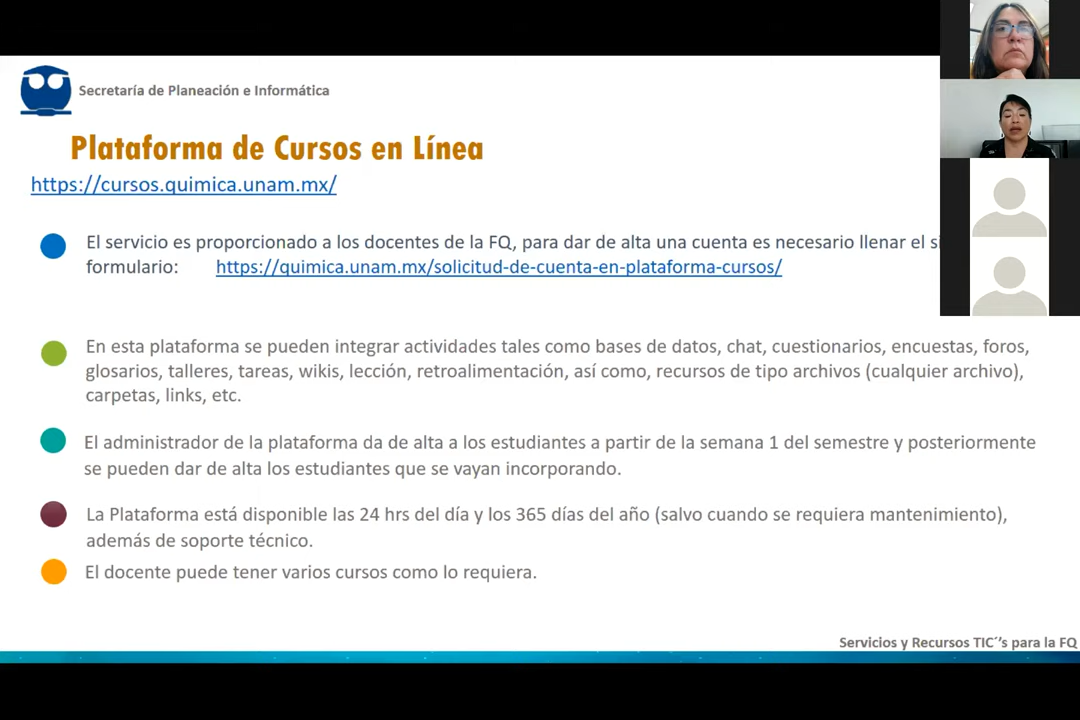 Secretaría de Planeación e Informática
Plataforma de Cursos en Línea
https://cursos.quimica.unam.mx/
El servicio es proporcionado a los docentes de la FQ, para dar de alta una cuenta es necesario llenar el
formulario: https://quimica.unam.mx/solicitud-de-cuenta-en-plataforma-cursos/
En esta plataforma se pueden integrar actividades tales como bases de datos, chat, cuestionarios, encuestas, foros,
glosarios, talleres, tareas, wikis, lección, retroalimentación, así como, recursos de tipo archivos (cualquier archivo),
carpetas, links, etc.
El administrador de la plataforma da de alta a los estudiantes a partir de la semana 1 del semestre y posteriormente
se pueden dar de alta los estudiantes que se vayan incorporando.
La Plataforma está disponible las 24 hrs del día y los 365 días del año (salvo cuando se requiera mantenimiento),
además de soporte técnico.
El docente puede tener varios cursos como lo requiera.
Servicios y Recursos TIC´'s para la FQ